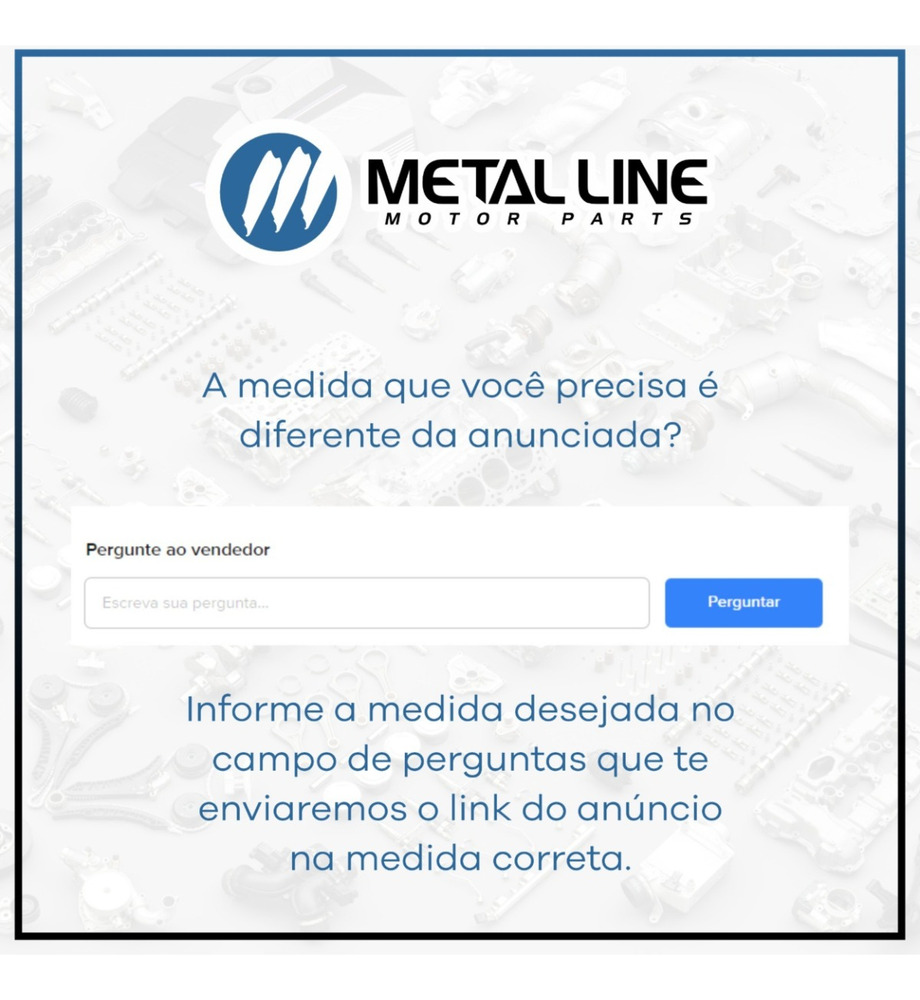 METAL LINE
MOTOR PARTS
A medida que você precisa é
diferente da anunciada?
Pergunte ao vendedor
Escreva sua pergunta...
Perguntar
Informe a medida desejada no
campo de perguntas que te
enviaremos o link do anúncio
na medida correta.